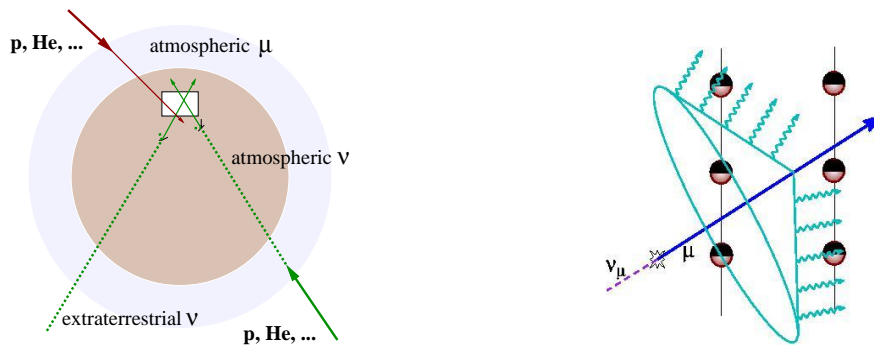 p, He, ...
atmospheric μ
atmospheric ν
extraterrestrial ν
p, He, ...
ν_μ
μ